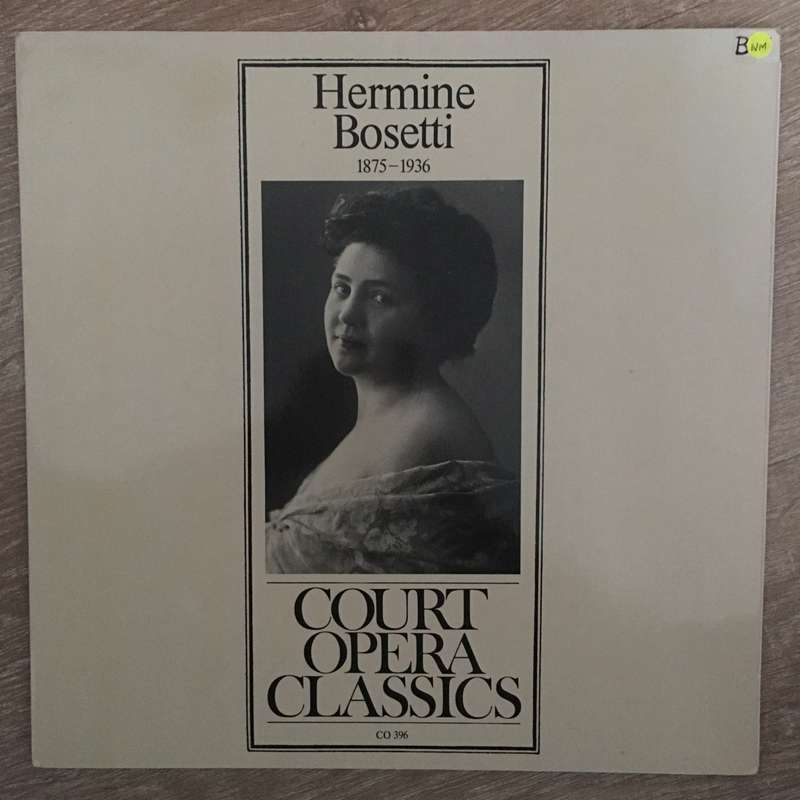 B NM
Hermine
Bosetti
1875–1936
COURT
OPERA
CLASSICS
CO 396